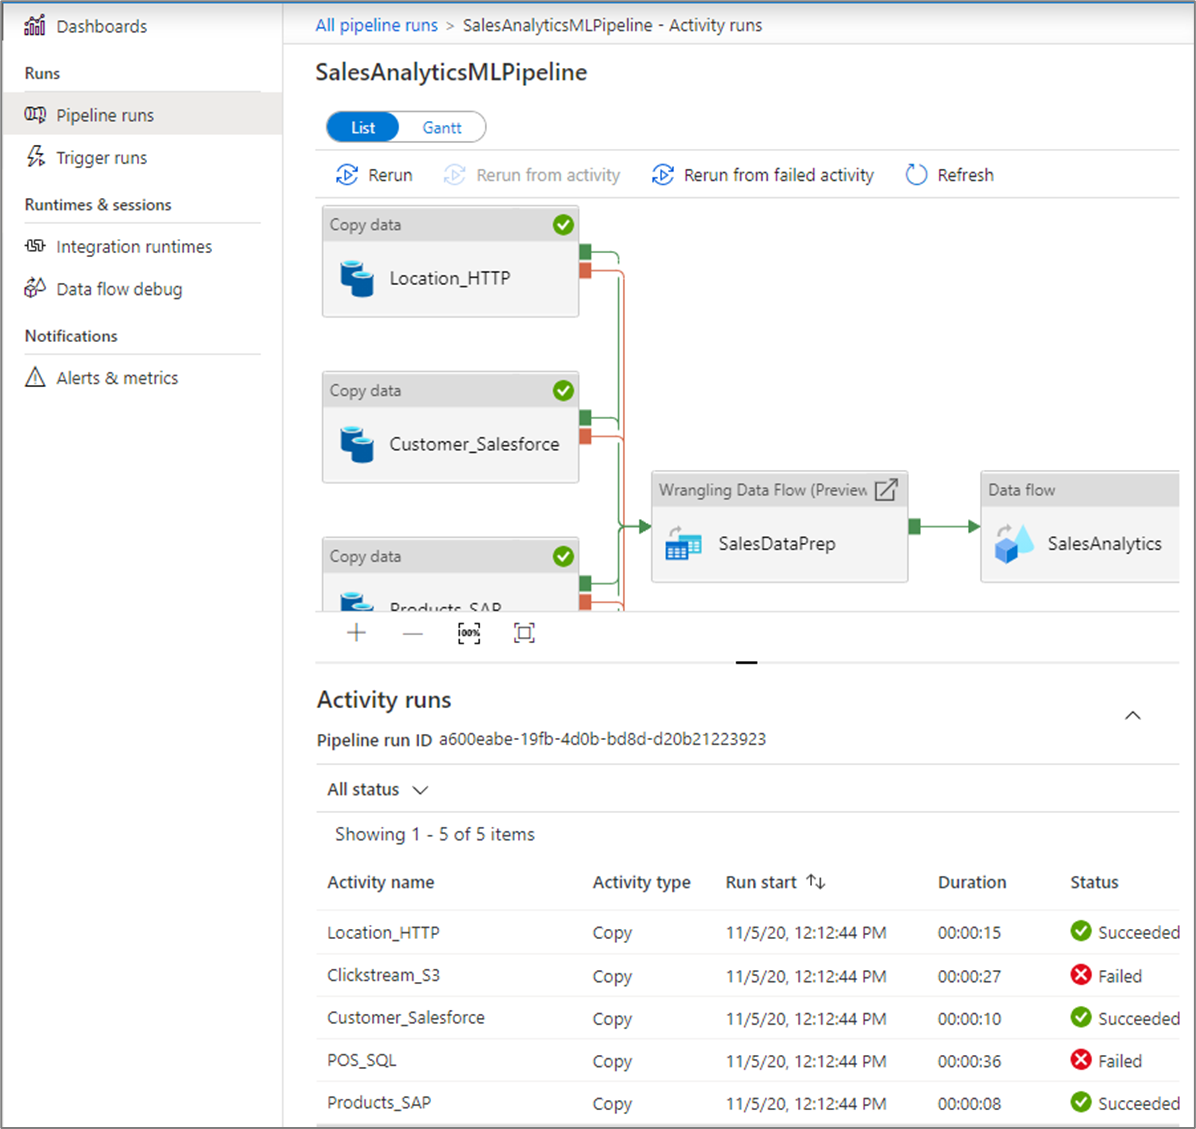 Dashboards
Runs
Pipeline runs
Trigger runs
Runtimes & sessions
Integration runtimes
Data flow debug
Notifications
Alerts & metrics
All pipeline runs > SalesAnalyticsMLPipeline - Activity runs
SalesAnalyticsMLPipeline
List Gantt
Rerun Rerun from activity Rerun from failed activity Refresh
Copy data
Location_HTTP
Copy data
Customer_Salesforce
Wrangling Data Flow (Preview
SalesDataPrep
Data flow
SalesAnalytics
Copy data
Products_SAP
100%
Activity runs
Pipeline run ID a600eabe-19fb-4d0b-bd8d-d20b21223923
All status
Showing 1 - 5 of 5 items
Activity name Activity type Run start Duration Status
Location_HTTP Copy 11/5/20, 12:12:44 PM 00:00:15 Succeeded
Clickstream_S3 Copy 11/5/20, 12:12:44 PM 00:00:27 Failed
Customer_Salesforce Copy 11/5/20, 12:12:44 PM 00:00:10 Succeeded
POS_SQL Copy 11/5/20, 12:12:44 PM 00:00:36 Failed
Products_SAP Copy 11/5/20, 12:12:44 PM 00:00:08 Succeeded